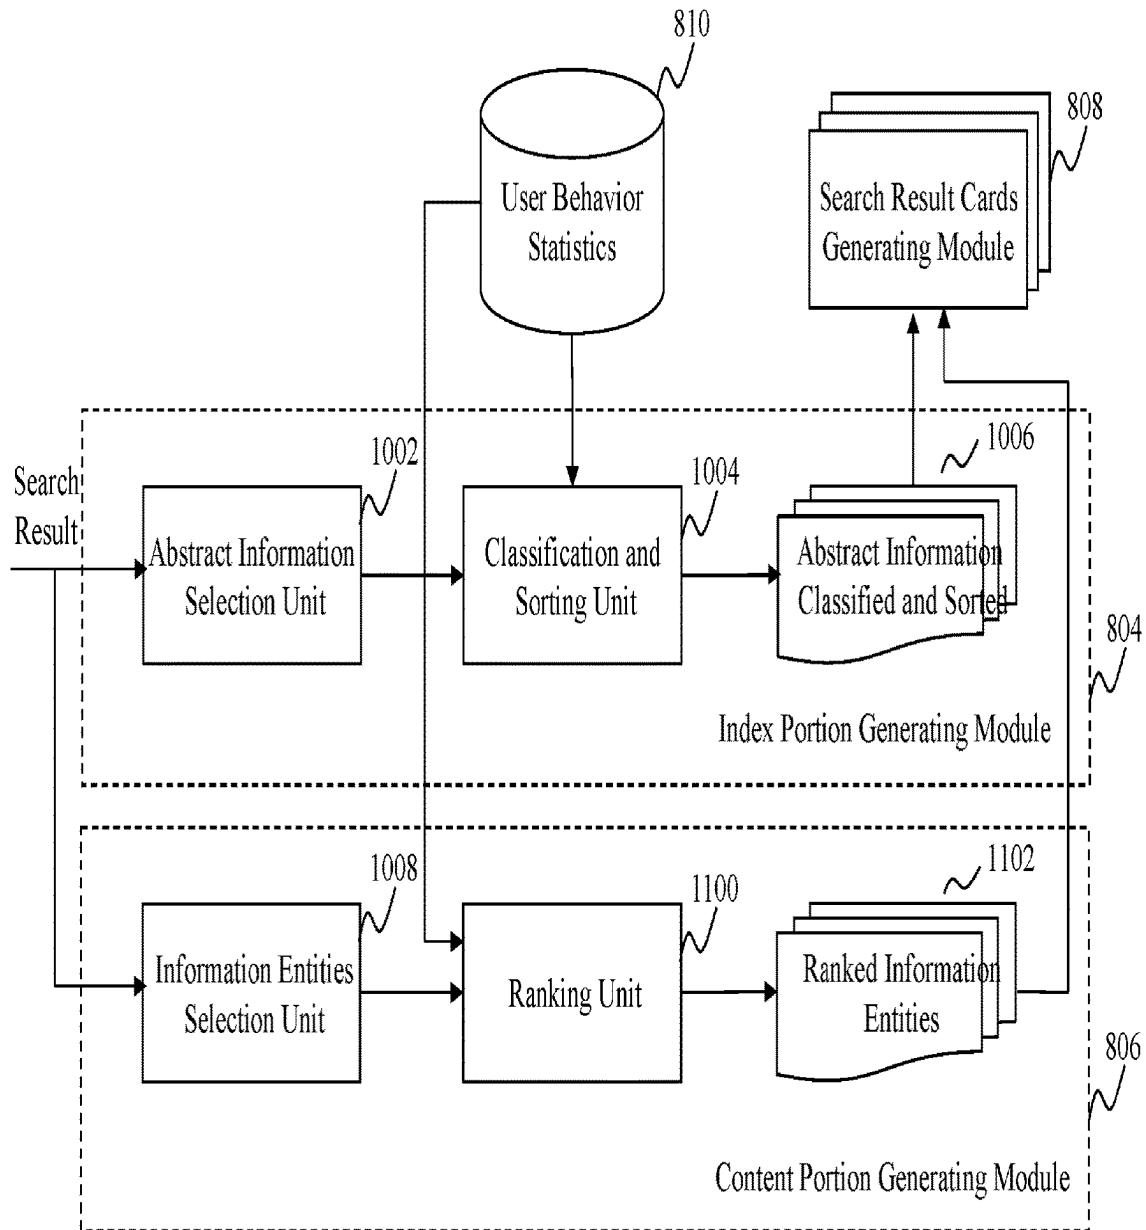 810
User Behavior
Statistics
808
Search Result Cards
Generating Module
Search
Result
1002
Abstract Information
Selection Unit
1004
Classification and
Sorting Unit
1006
Abstract Information
Classified and Sorted
804
Index Portion Generating Module
1008
Information Entities
Selection Unit
1100
Ranking Unit
1102
Ranked Information
Entities
806
Content Portion Generating Module